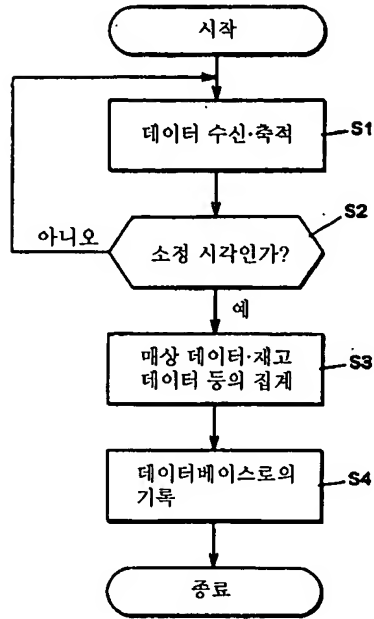 시작
데이터 수신·축적
S1
S2
아니오
소정 시각인가?
예
매상 데이터·재고
데이터 등의 집계
S3
데이터베이스로의
기록
S4
종료